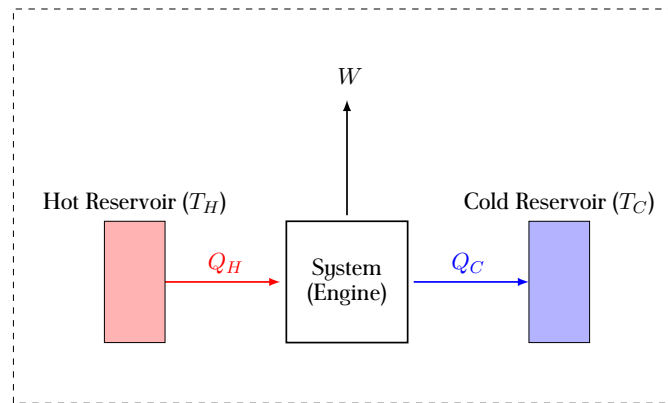 W
Hot Reservoir (T_H)
Cold Reservoir (T_C)
Q_H
System
(Engine)
Q_C